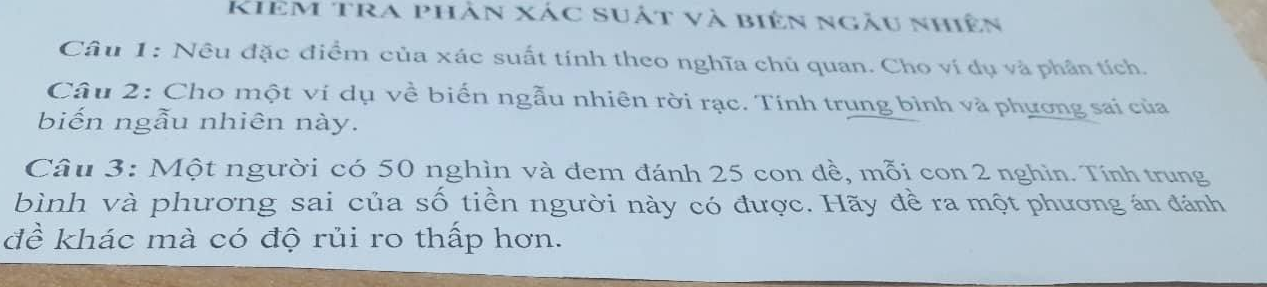 KIỂM TRA PHẦN XÁC SUẤT VÀ BIẾN NGẪU NHIÊN
Câu 1: Nêu đặc điểm của xác suất tính theo nghĩa chủ quan. Cho ví dụ và phân tích.
Câu 2: Cho một ví dụ về biến ngẫu nhiên rời rạc. Tính trung bình và phương sai của
biến ngẫu nhiên này.
Câu 3: Một người có 50 nghìn và đem đánh 25 con đề, mỗi con 2 nghìn. Tính trung
bình và phương sai của số tiền người này có được. Hãy đề ra một phương án đánh
đề khác mà có độ rủi ro thấp hơn.